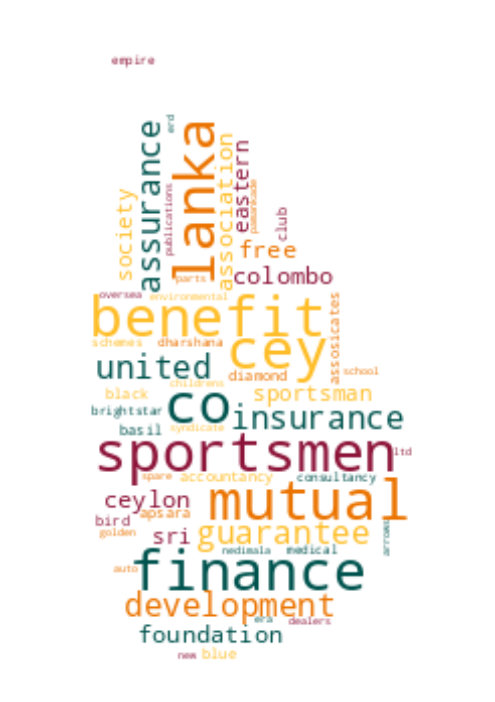 empire
erd
assurance
lanka
association
society
publications
eastern
pamankade
club
free
parts
colombo
oversea
environmental
benefit
assosicates
schemes
dharshana
cey
united
diamond
school
childrens
black
sportsman
brightstar
co
insurance
basil
syndicate
sportsmen
ltd
spare
accountancy
consultancy
ceylon
mutual
bird
apsara
golden
sri
guarantee
arrows
nedimala
medical
auto
finance
development
era
dealers
foundation
new
blue